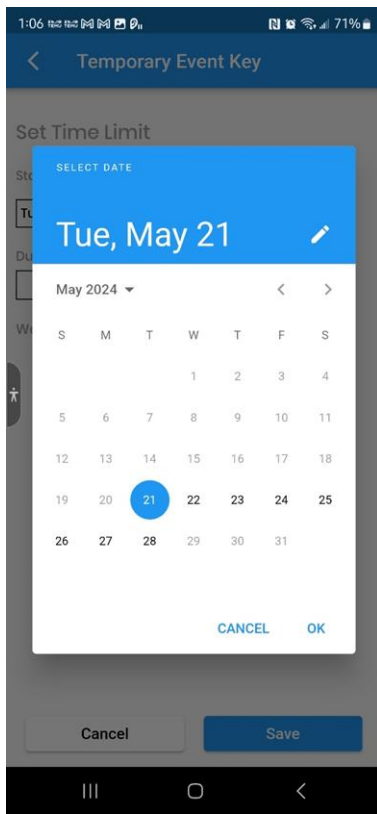 1:06 71%
Temporary Event Key
Set Time Limit
SELECT DATE
Tue, May 21
May 2024
S M T W T F S
1 2 3 4
5 6 7 8 9 10 11
12 13 14 15 16 17 18
19 20 21 22 23 24 25
26 27 28 29 30 31
CANCEL OK
Cancel Save